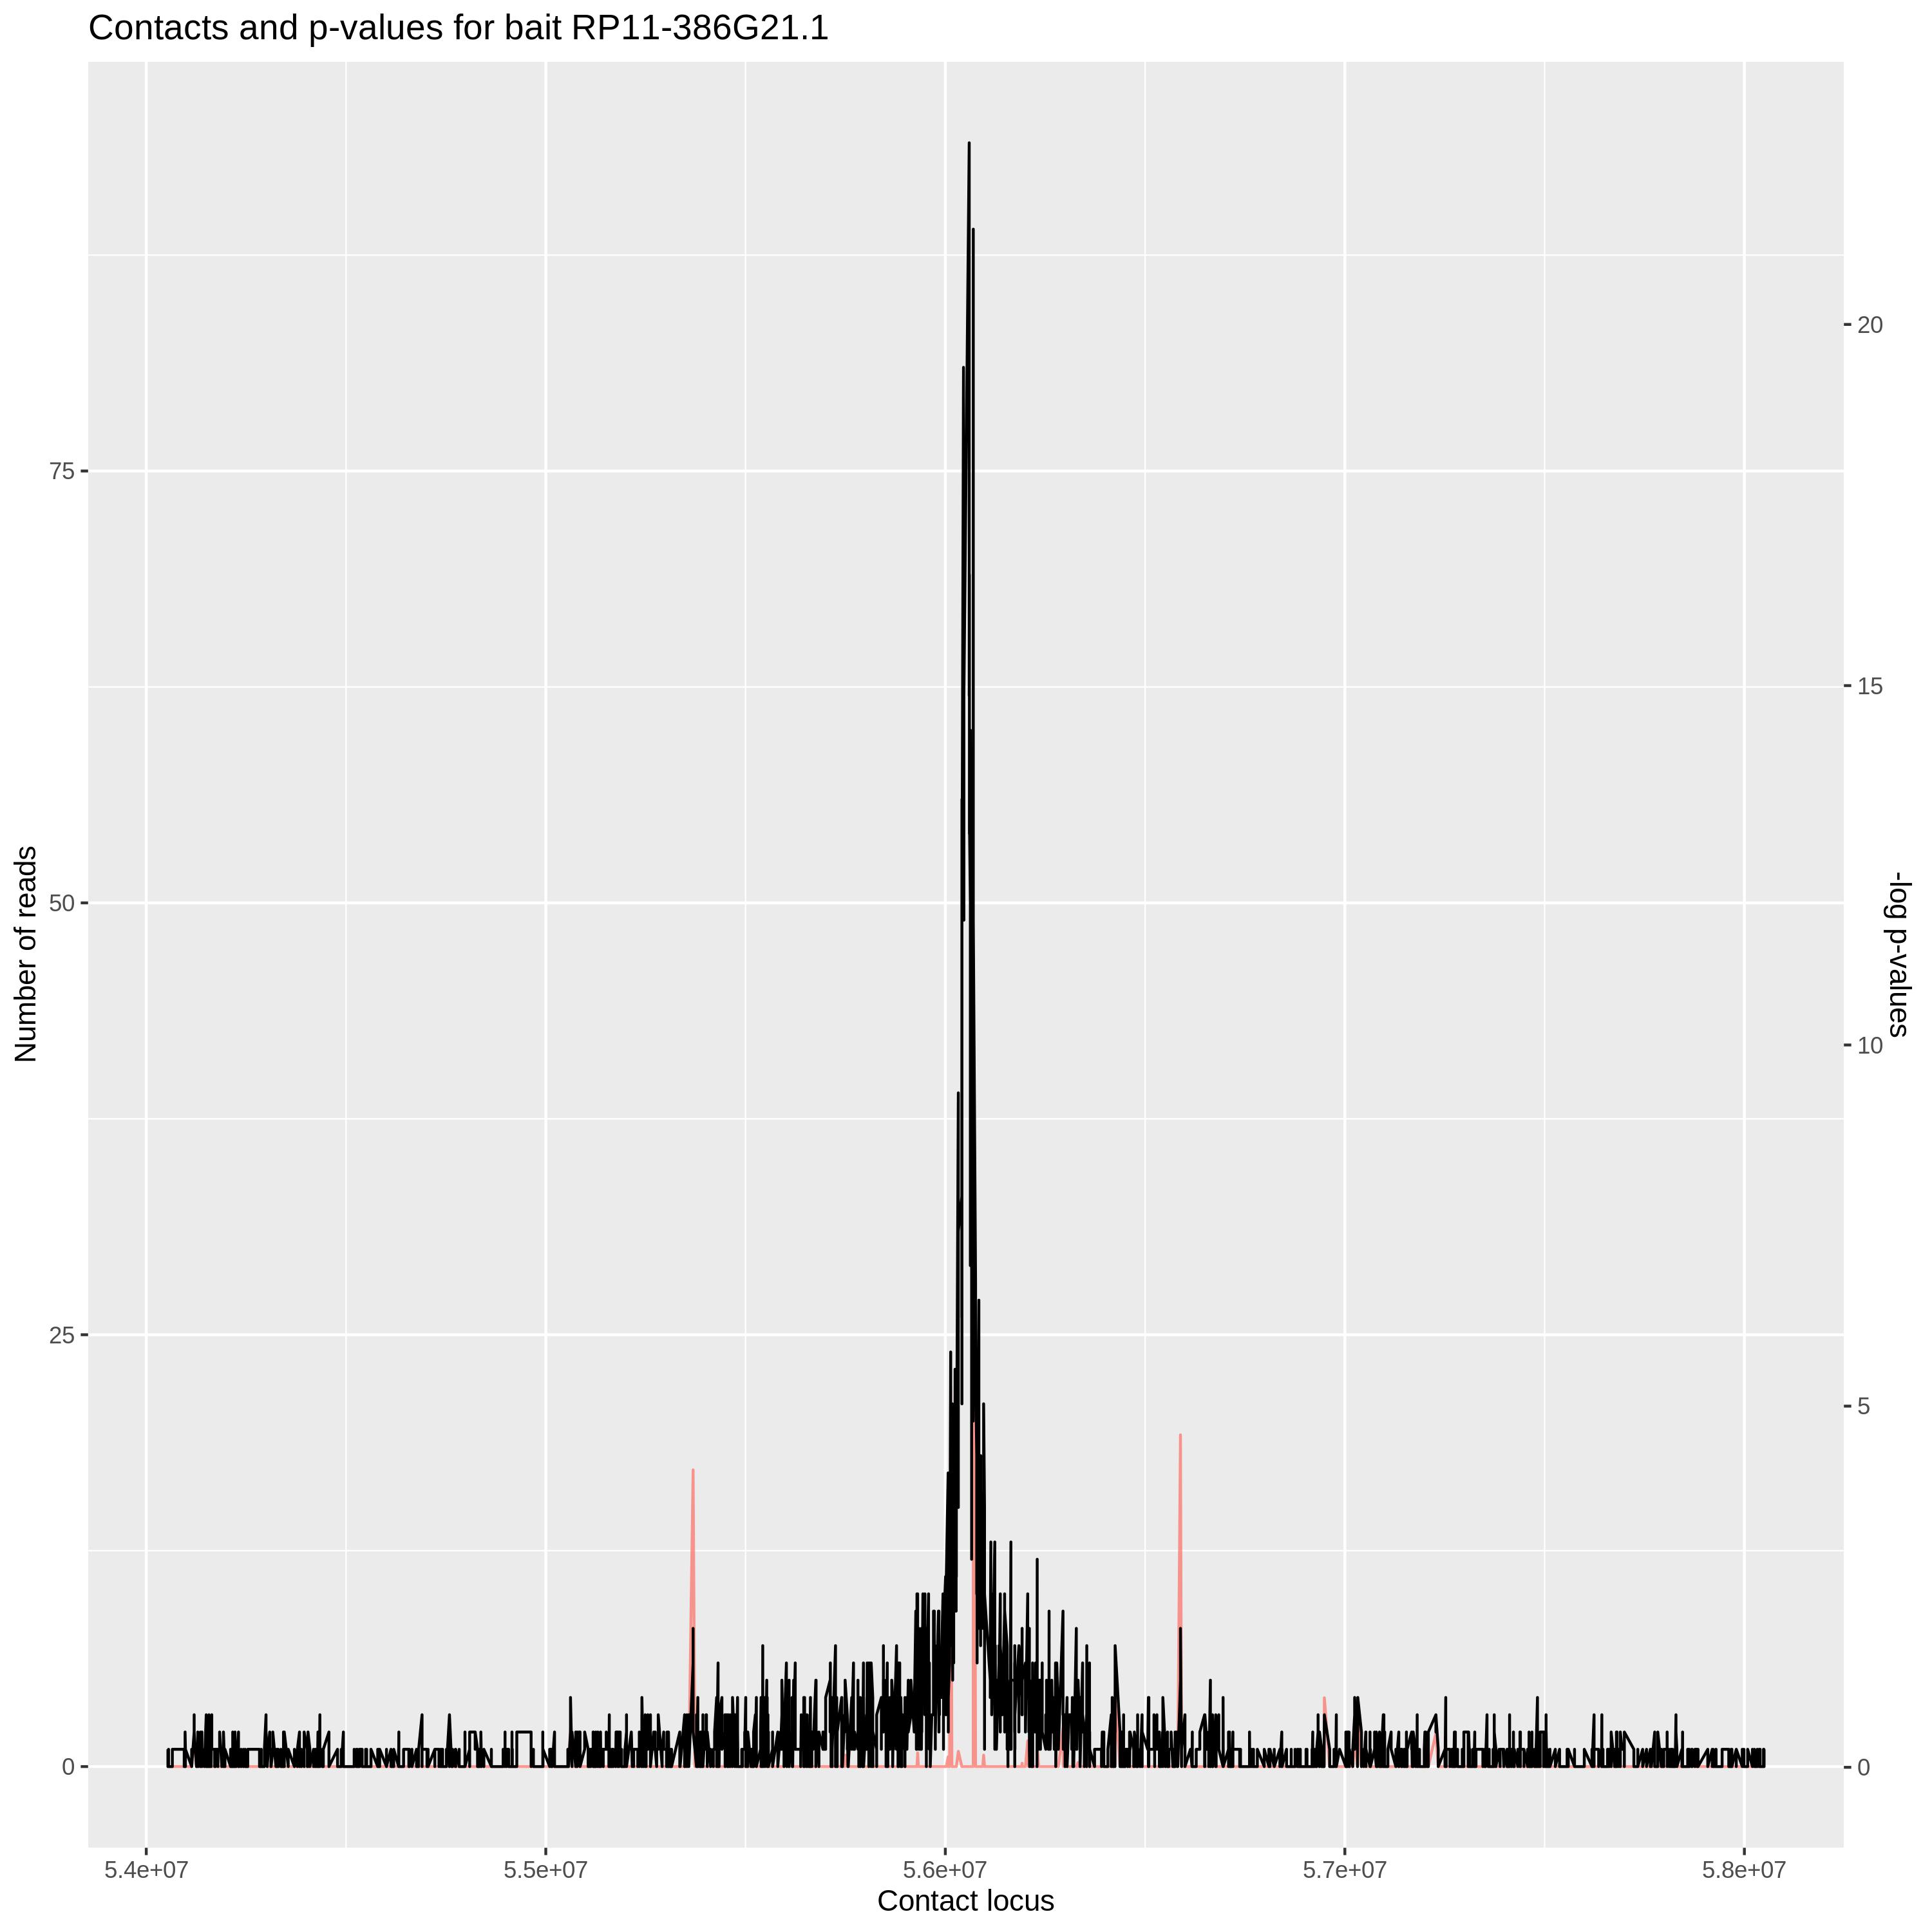 Contacts and p-values for bait RP11-386G21.1
Number of reads
75
50
25
0
20
15
10
5
0
-log p-values
5.4e+07 5.5e+07 5.6e+07 5.7e+07 5.8e+07
Contact locus